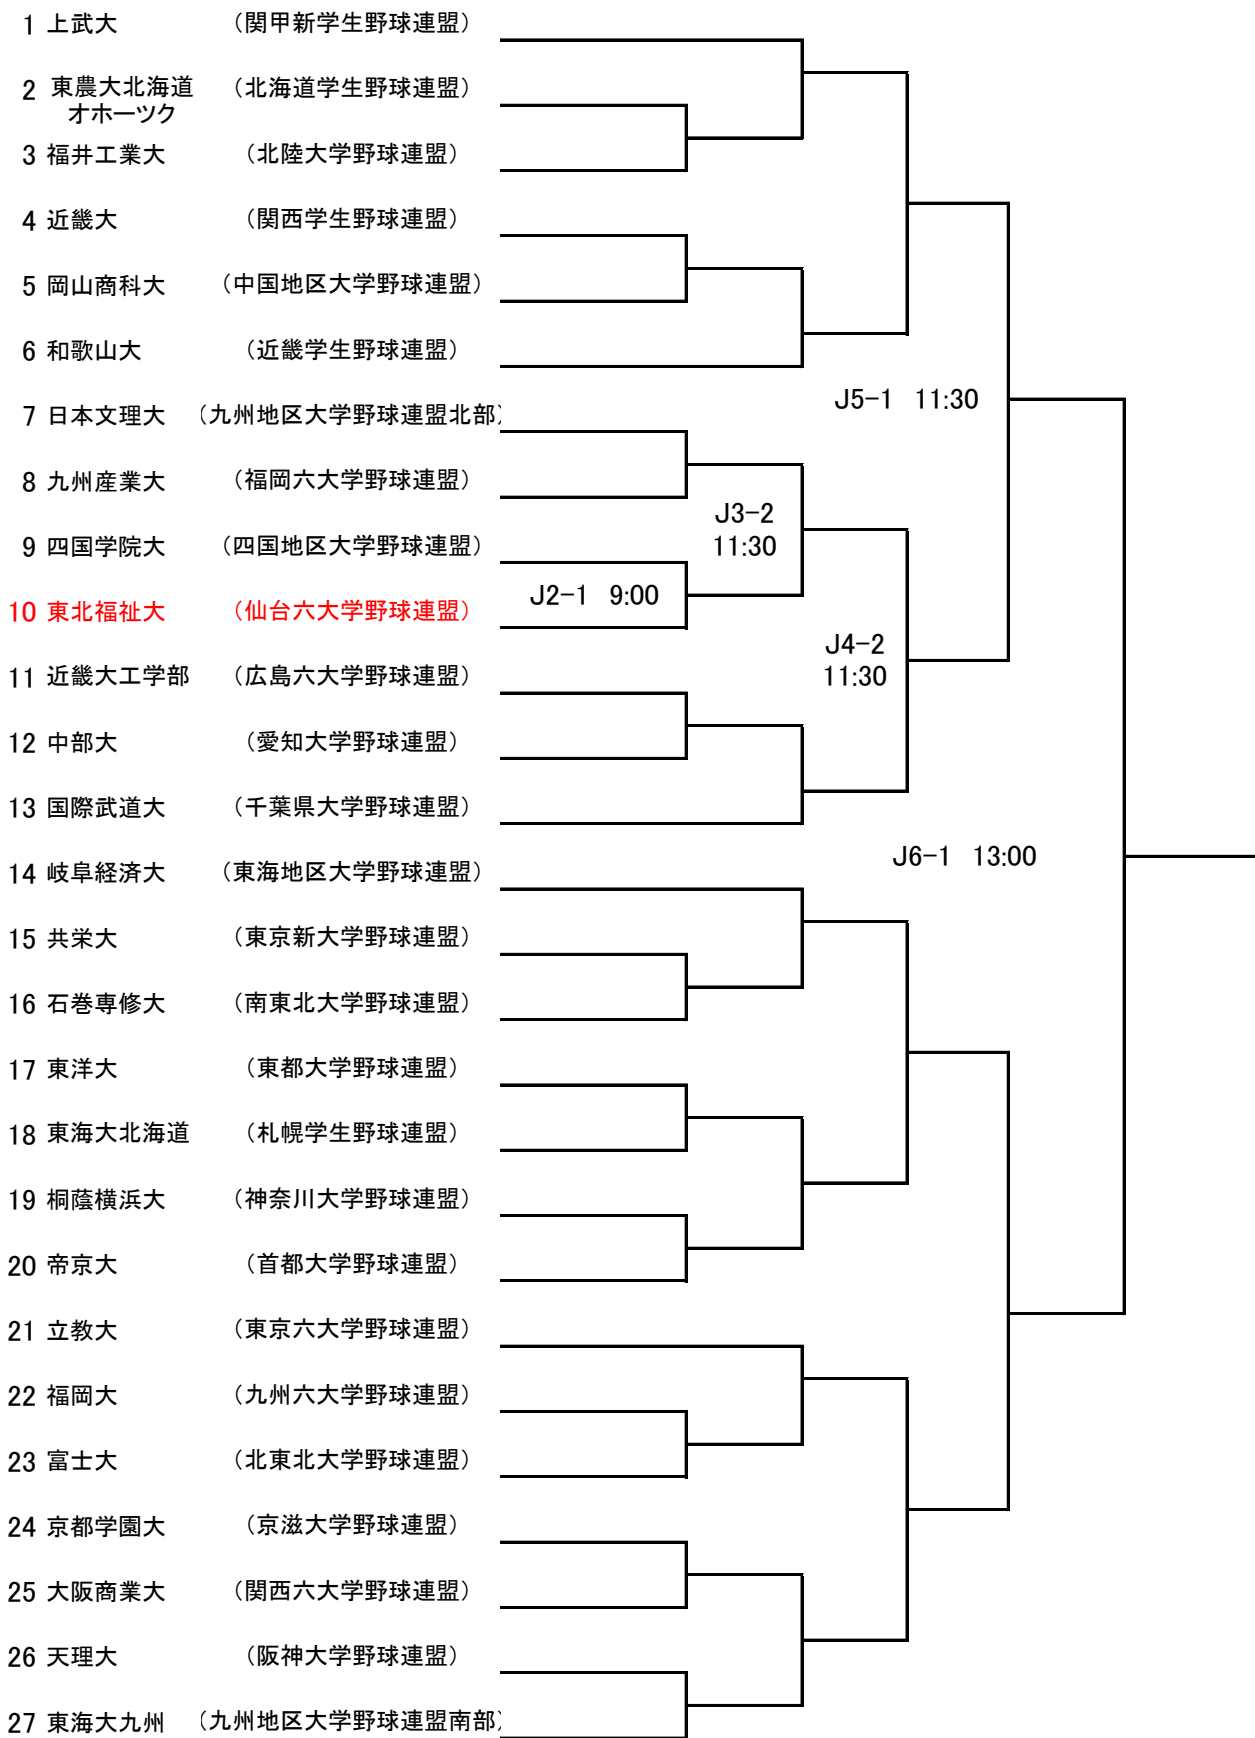 1 上武大 （関甲新学生野球連盟）
2 東農大北海道 （北海道学生野球連盟）
オホーツク
3 福井工業大 （北陸大学野球連盟）
4 近畿大 （関西学生野球連盟）
5 岡山商科大 （中国地区大学野球連盟）
6 和歌山大 （近畿学生野球連盟）
J5-1 11:30
7 日本文理大 （九州地区大学野球連盟北部）
8 九州産業大 （福岡六大学野球連盟）
J3-2
11:30
9 四国学院大 （四国地区大学野球連盟）
J2-1 9:00
10 東北福祉大 （仙台六大学野球連盟）
J4-2
11:30
11 近畿大工学部 （広島六大学野球連盟）
12 中部大 （愛知大学野球連盟）
13 国際武道大 （千葉県大学野球連盟）
J6-1 13:00
14 岐阜経済大 （東海地区大学野球連盟）
15 共栄大 （東京新大学野球連盟）
16 石巻専修大 （南東北大学野球連盟）
17 東洋大 （東都大学野球連盟）
18 東海大北海道 （札幌学生野球連盟）
19 桐蔭横浜大 （神奈川大学野球連盟）
20 帝京大 （首都大学野球連盟）
21 立教大 （東京六大学野球連盟）
22 福岡大 （九州六大学野球連盟）
23 富士大 （北東北大学野球連盟）
24 京都学園大 （京滋大学野球連盟）
25 大阪商業大 （関西六大学野球連盟）
26 天理大 （阪神大学野球連盟）
27 東海大九州 （九州地区大学野球連盟南部）